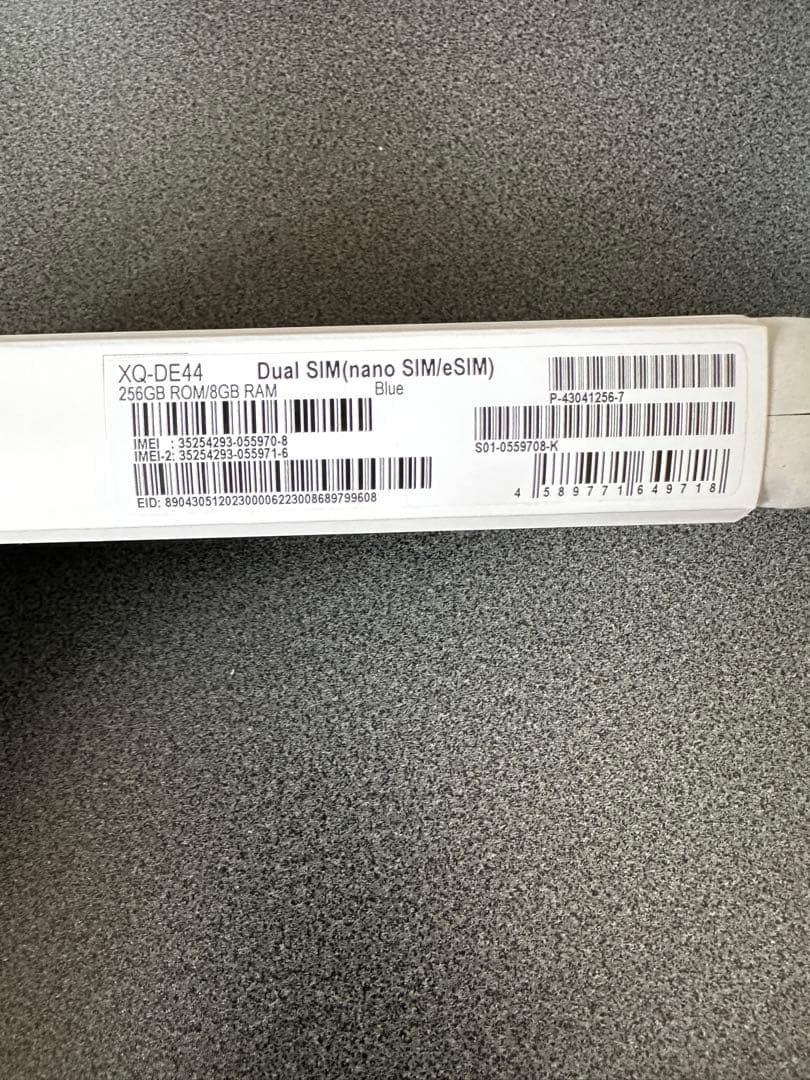 XQ-DE44 Dual SIM(nano SIM/eSIM)
256GB ROM/8GB RAM Blue
P-43041256-7
IMEI : 35254293-055970-8
IMEI-2: 35254293-055971-6
S01-0559708-K
EID: 89043051202300006223008689799608
4 589771 649718